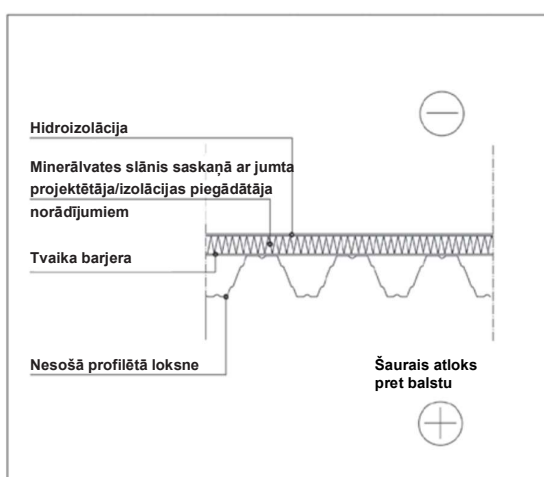 Hidroizolācija
Minerālvates slānis saskaņā ar jumta
projektētāja/izolācijas piegādātāja
norādījumiem
Tvaika barjera
Nesošā profilētā loksne
Šaurais atloks
pret balstu